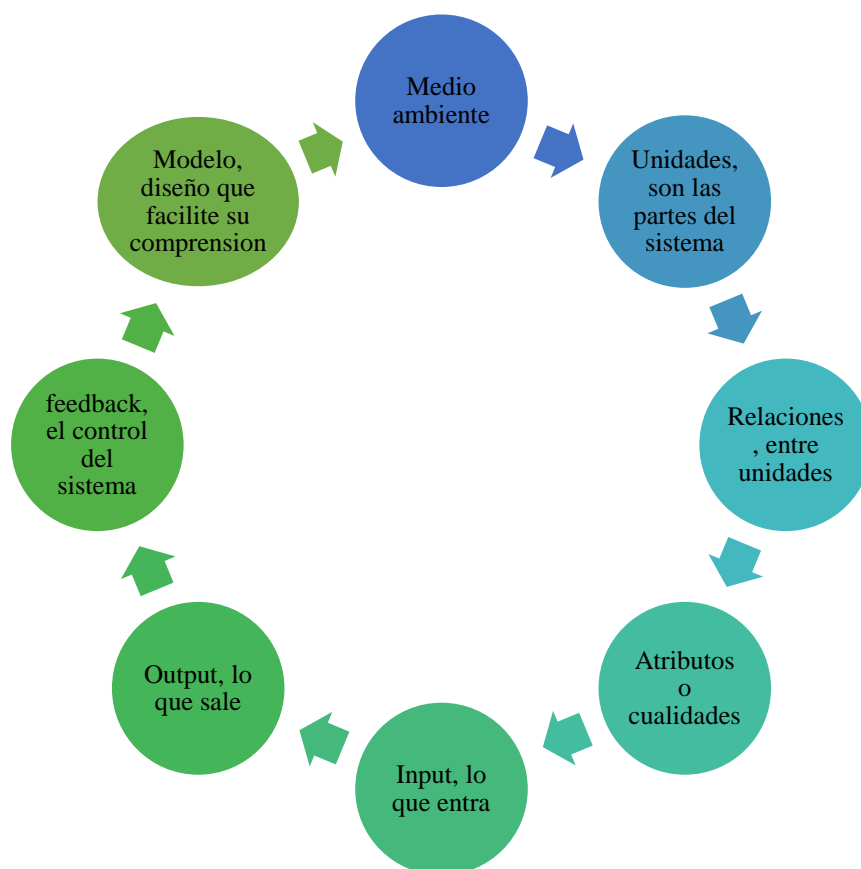 Medio
ambiente
Unidades,
son las
partes del
sistema
Relaciones
, entre
unidades
Atributos
o
cualidades
Input, lo
que entra
Output, lo
que sale
feedback,
el control
del
sistema
Modelo,
diseño que
facilite su
comprension